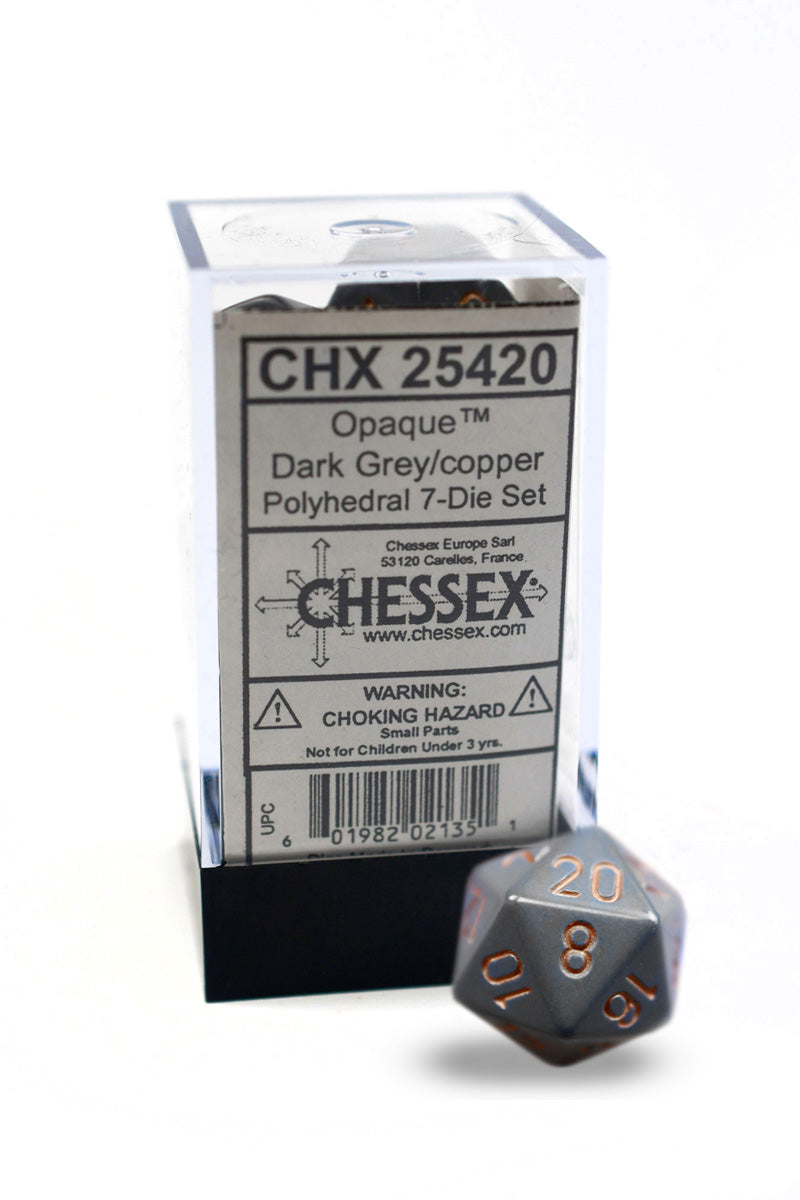 CHX 25420
Opaque™
Dark Grey/copper
Polyhedral 7-Die Set
Chessex Europe Sarl
53120 Carelles, France
CHESSEX®
www.chessex.com
WARNING:
CHOKING HAZARD
Small Parts
Not for Children Under 3 yrs.
UPC
6 01982 02135 1
20
8
10
16